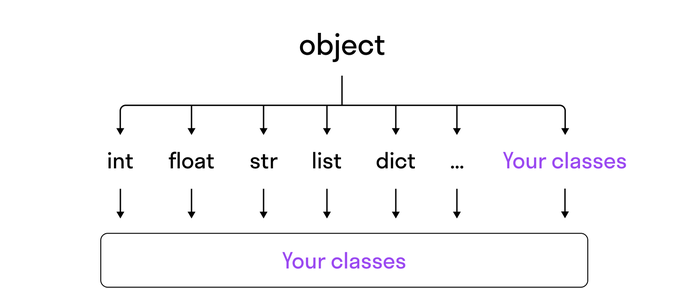 object
int float str list dict ... Your classes
Your classes